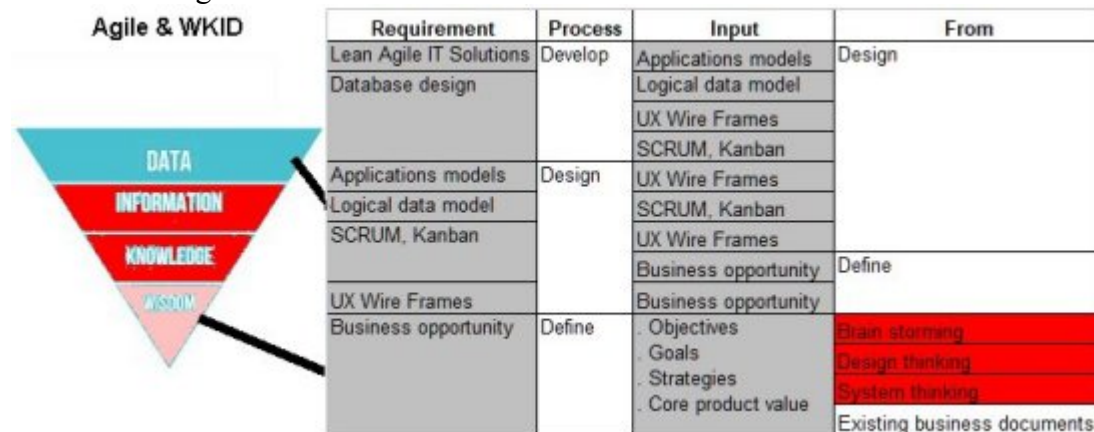 Agile & WKID
DATA
INFORMATION
KNOWLEDGE
WISDOM
Requirement Process Input From
Lean Agile IT Solutions Develop Applications models Design
Database design Logical data model
UX Wire Frames
SCRUM, Kanban
Applications models Design UX Wire Frames
Logical data model SCRUM, Kanban
SCRUM, Kanban UX Wire Frames
Business opportunity Define
UX Wire Frames Business opportunity
Business opportunity Define . Objectives Brain storming
. Goals Design thinking
. Strategies System thinking
. Core product value
Existing business documents